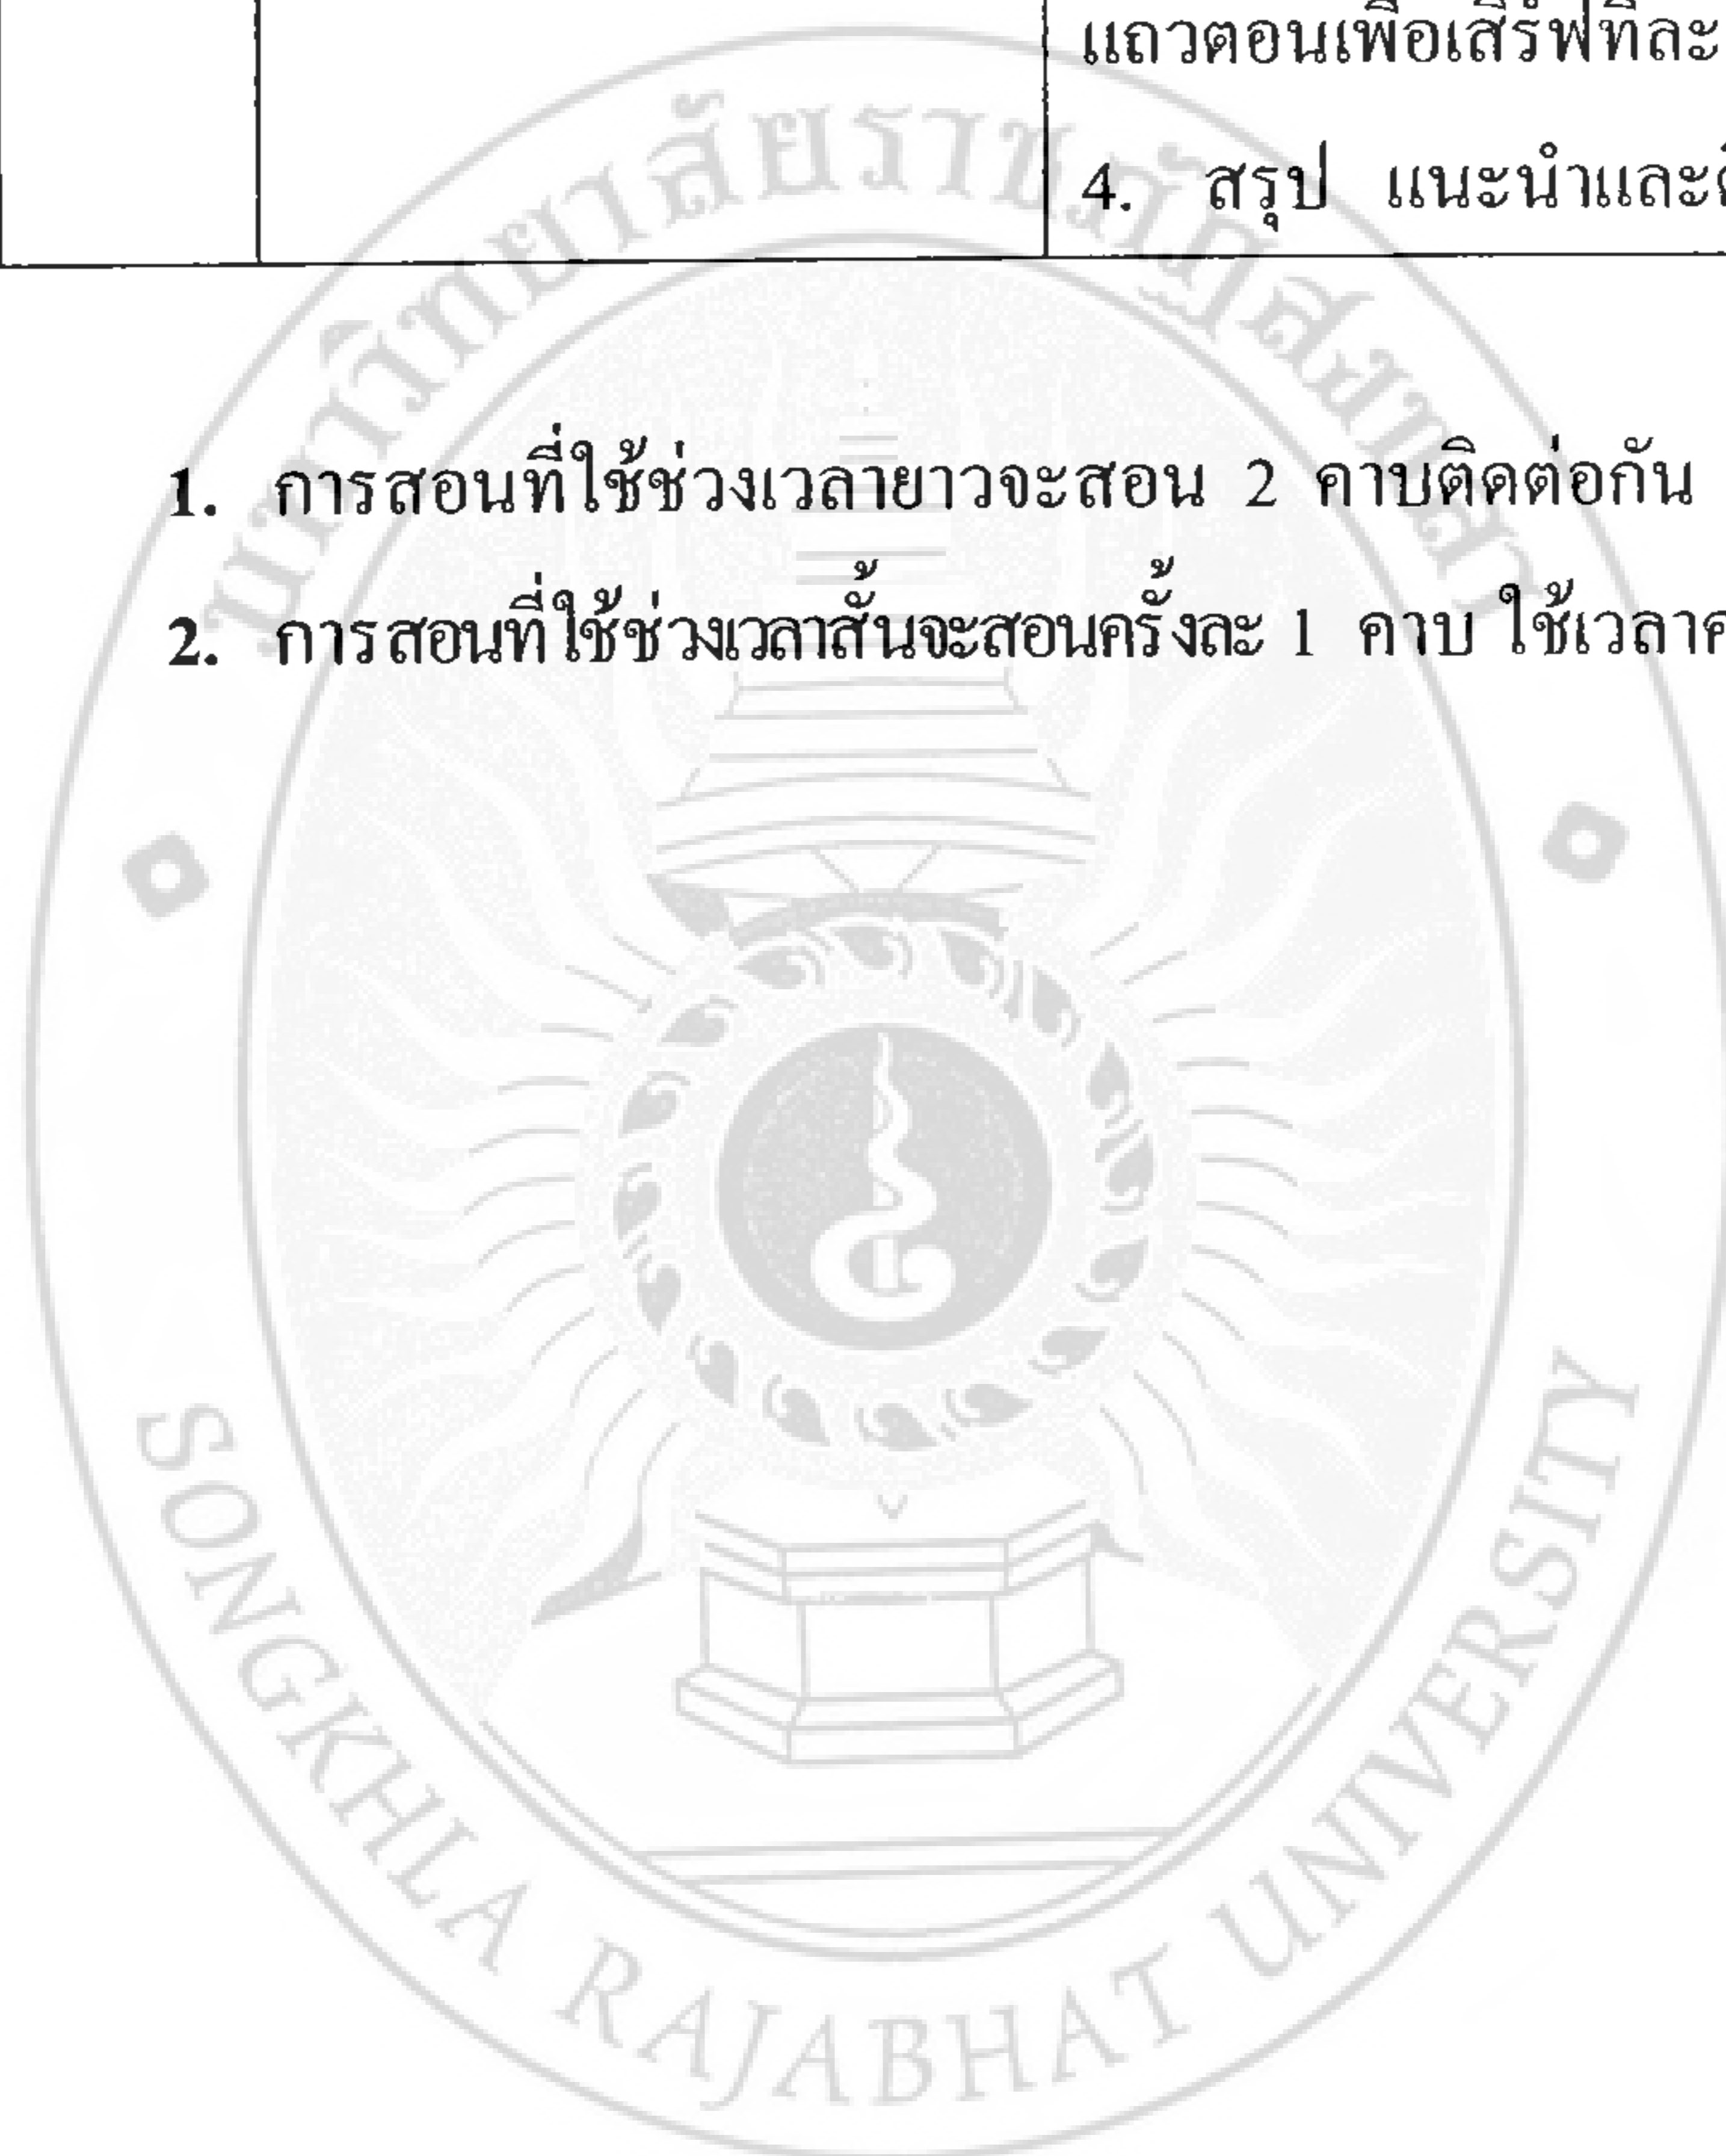 แถวตอนเพื่อเสิร์ฟทีละ
4. สรุป แนะนำและ
1. การสอนที่ใช้ช่วงเวลายาวจะสอน 2 คาบติดต่อกัน
2. การสอนที่ใช้ช่วงเวลาสั้นจะสอนครั้งละ 1 คาบ ใช้เวลา
มหาวิทยาลัยราชภัฏสงขลา
SONGKHLA RAJABHAT UNIVERSITY